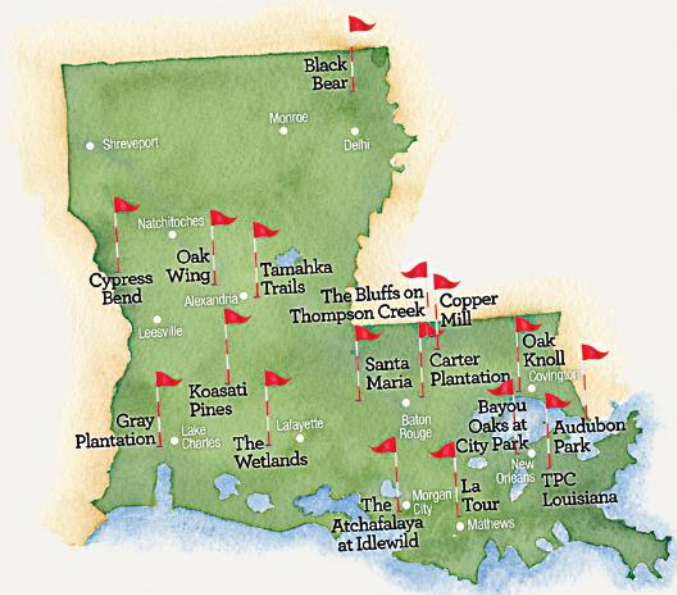 Black
Bear
Monroe
Shreveport
Delhi
Natchitoches
Cypress
Bend
Oak
Wing
Tamahka
Trails
Alexandria
Leesville
The Bluffs on
Thompson Creek
Copper
Mill
Koasati
Pines
Santa
Maria
Carter
Plantation
Oak
Knoll
Covington
Gray
Plantation
Lake
Charles
The
Wetlands
Lafayette
Baton
Rouge
Bayou
Oaks at
City Park
Audubon
Park
New
Orleans
TPC
Louisiana
The
Atchafalaya
at Idlewild
Morgan
City
La
Tour
Mathews